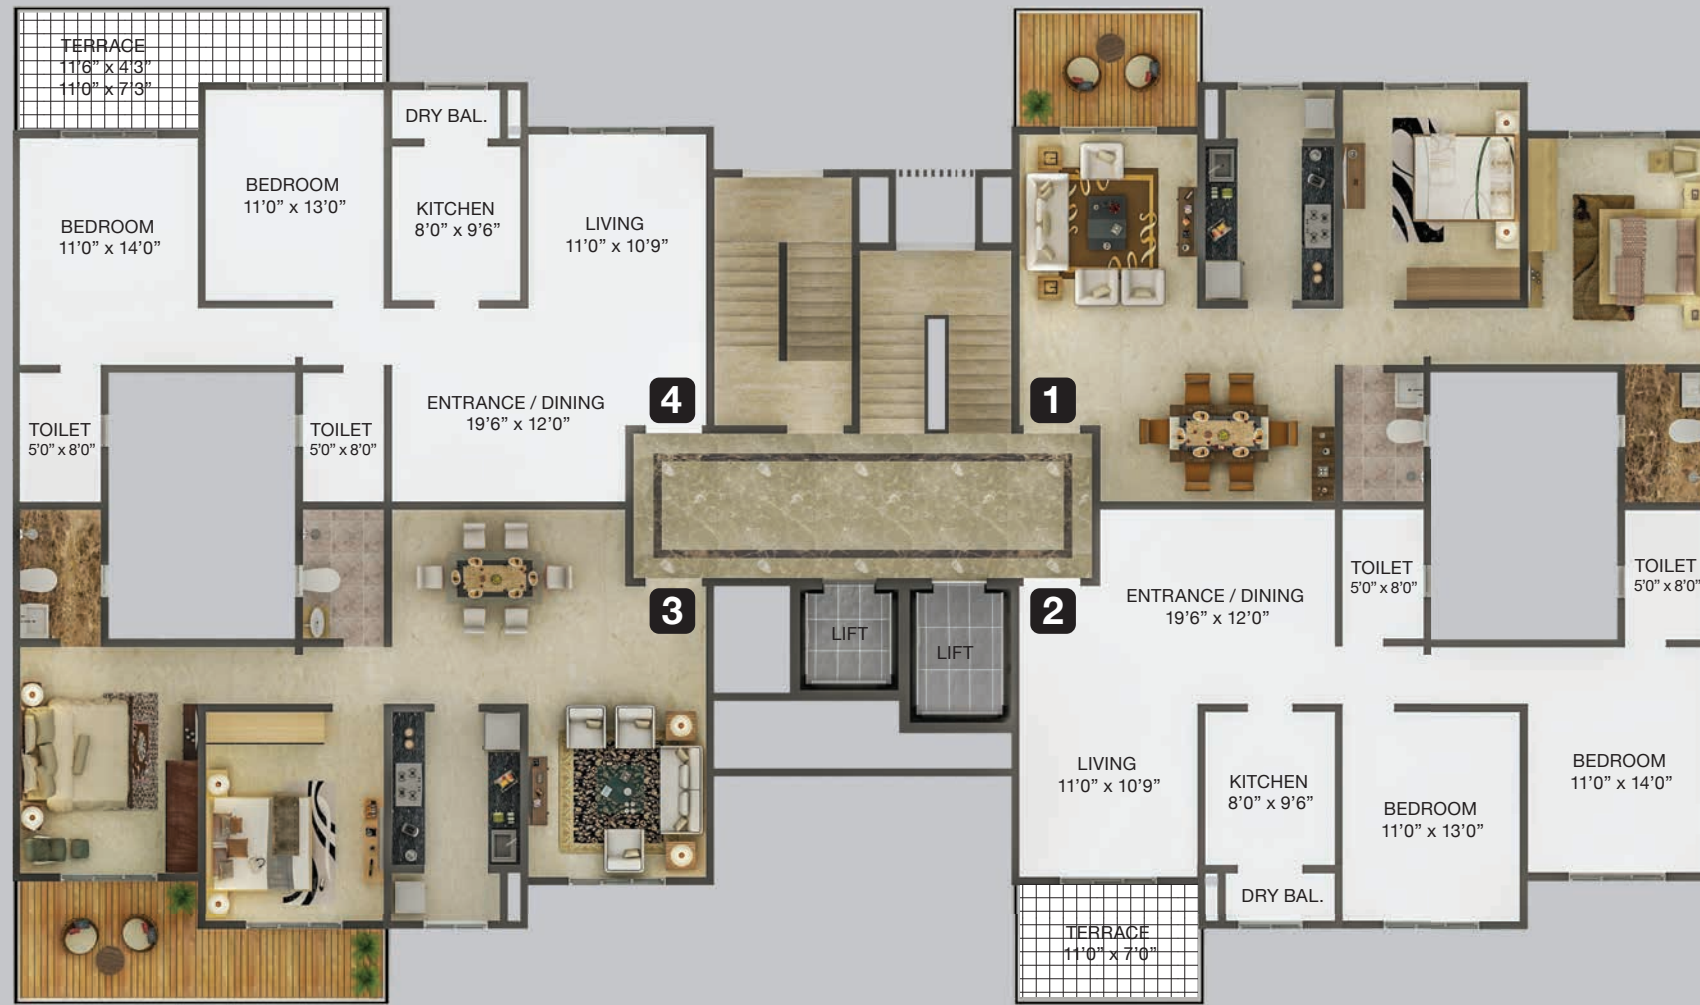 TERRACE
11'6” x 4'3”
11'0” x 7'3”
DRY BAL.
BEDROOM
11'0” x 13'0”
BEDROOM
11'0” x 14'0”
KITCHEN
8'0” x 9'6”
LIVING
11'0” x 10'9”
ENTRANCE / DINING
19'6” x 12'0”
TOILET
5'0” x 8'0”
TOILET
5'0” x 8'0”
4
1
3
2
LIFT
LIFT
ENTRANCE / DINING
19'6” x 12'0”
TOILET
5'0” x 8'0”
TOILET
5'0” x 8'0”
LIVING
11'0” x 10'9”
KITCHEN
8'0” x 9'6”
BEDROOM
11'0” x 13'0”
BEDROOM
11'0” x 14'0”
DRY BAL.
TERRACE
11'0” x 7'0”